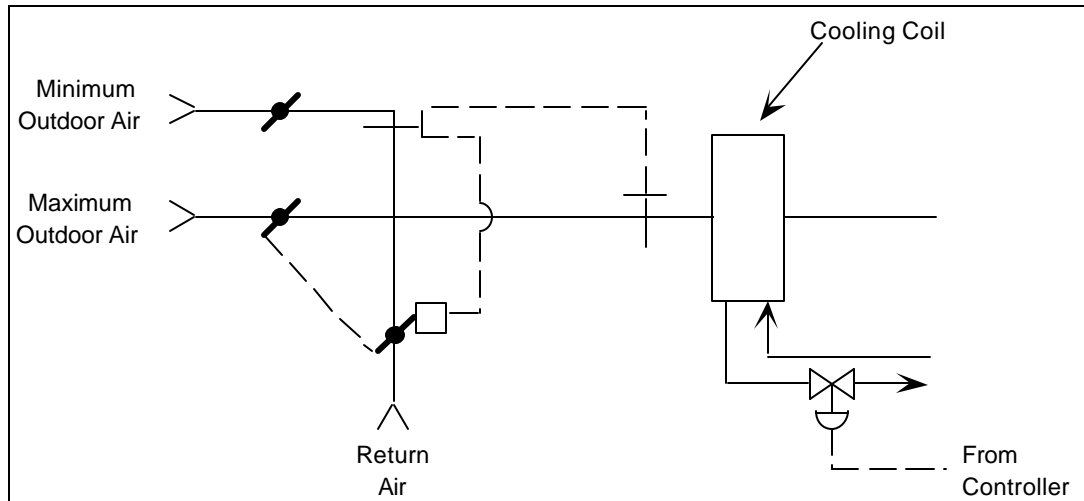 Cooling Coil
Minimum
Outdoor Air
Maximum
Outdoor Air
Return
Air
From
Controller